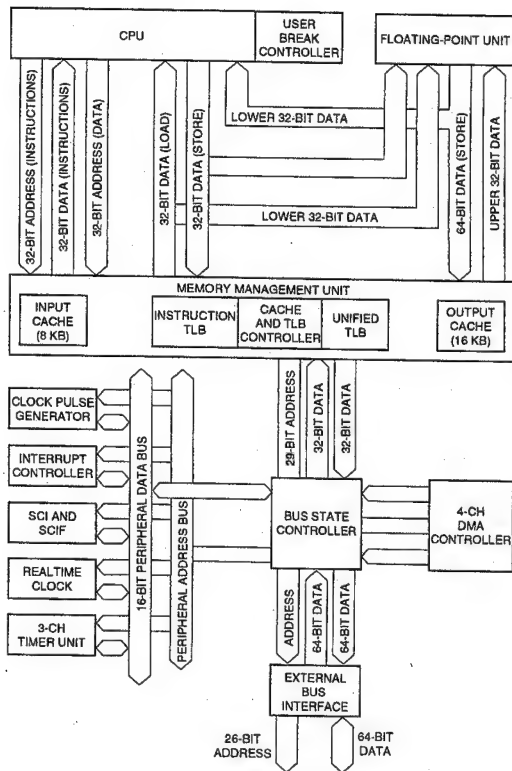 CPU
USER
BREAK
CONTROLLER
FLOATING-POINT UNIT
32-BIT ADDRESS (INSTRUCTIONS)
32-BIT DATA (INSTRUCTIONS)
32-BIT ADDRESS (DATA)
32-BIT DATA (LOAD)
32-BIT DATA (STORE)
LOWER 32-BIT DATA
LOWER 32-BIT DATA
64-BIT DATA (STORE)
UPPER 32-BIT DATA
MEMORY MANAGEMENT UNIT
INPUT
CACHE
(8 KB)
INSTRUCTION
TLB
CACHE
AND TLB
CONTROLLER
UNIFIED
TLB
OUTPUT
CACHE
(16 KB)
CLOCK PULSE
GENERATOR
INTERRUPT
CONTROLLER
SCI AND
SCIF
REALTIME
CLOCK
3-CH
TIMER UNIT
16-BIT PERIPHERAL DATA BUS
PERIPHERAL ADDRESS BUS
29-BIT ADDRESS
32-BIT DATA
32-BIT DATA
BUS STATE
CONTROLLER
4-CH
DMA
CONTROLLER
ADDRESS
64-BIT DATA
64-BIT DATA
EXTERNAL
BUS
INTERFACE
26-BIT
ADDRESS
64-BIT
DATA